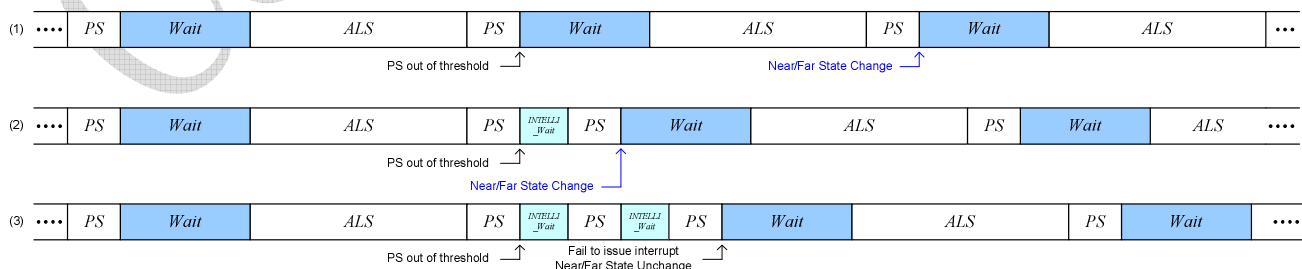 (1) •••• PS Wait ALS PS Wait ALS PS Wait ALS •••
PS out of threshold
Near/Far State Change
(2) •••• PS Wait ALS PS INTELLI _Wait PS Wait ALS PS Wait ALS ••••
PS out of threshold
Near/Far State Change
(3) •••• PS Wait ALS PS INTELLI _Wait PS INTELLI _Wait PS Wait ALS PS Wait ••••
PS out of threshold
Fail to issue interrupt
Near/Far State Unchange